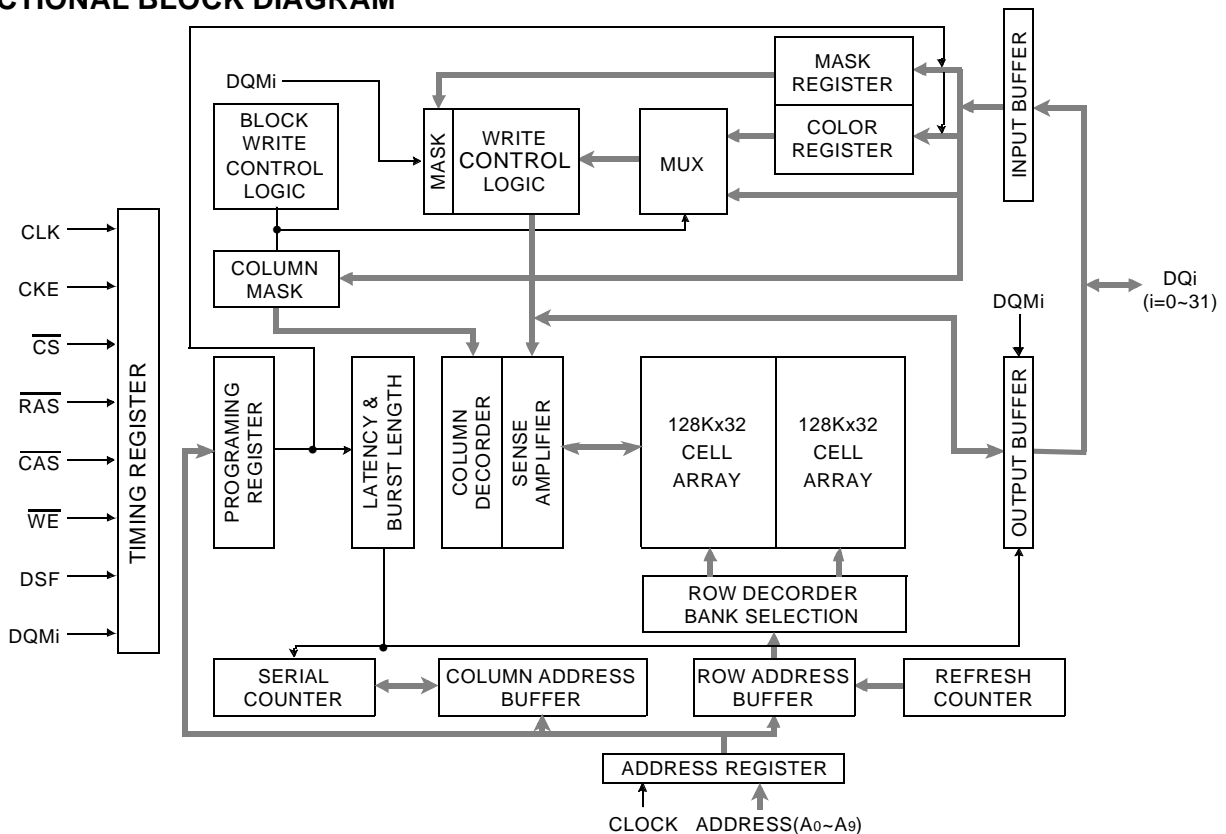 CTIONAL BLOCK DIAGRAM
DQMi
BLOCK
WRITE
CONTROL
LOGIC
MASK
WRITE
CONTROL
LOGIC
MUX
MASK
REGISTER
COLOR
REGISTER
INPUT BUFFER
COLUMN
MASK
DQMi
DQi
(i=0~31)
CLK
CKE
CS
RAS
CAS
WE
DSF
DQMi
TIMING REGISTER
PROGRAMING
REGISTER
LATENCY &
BURST LENGTH
COLUMN
DECORDER
SENSE
AMPLIFIER
128Kx32
CELL
ARRAY
128Kx32
CELL
ARRAY
OUTPUT BUFFER
ROW DECORDER
BANK SELECTION
SERIAL
COUNTER
COLUMN ADDRESS
BUFFER
ROW ADDRESS
BUFFER
REFRESH
COUNTER
ADDRESS REGISTER
CLOCK
ADDRESS(A0~A9)